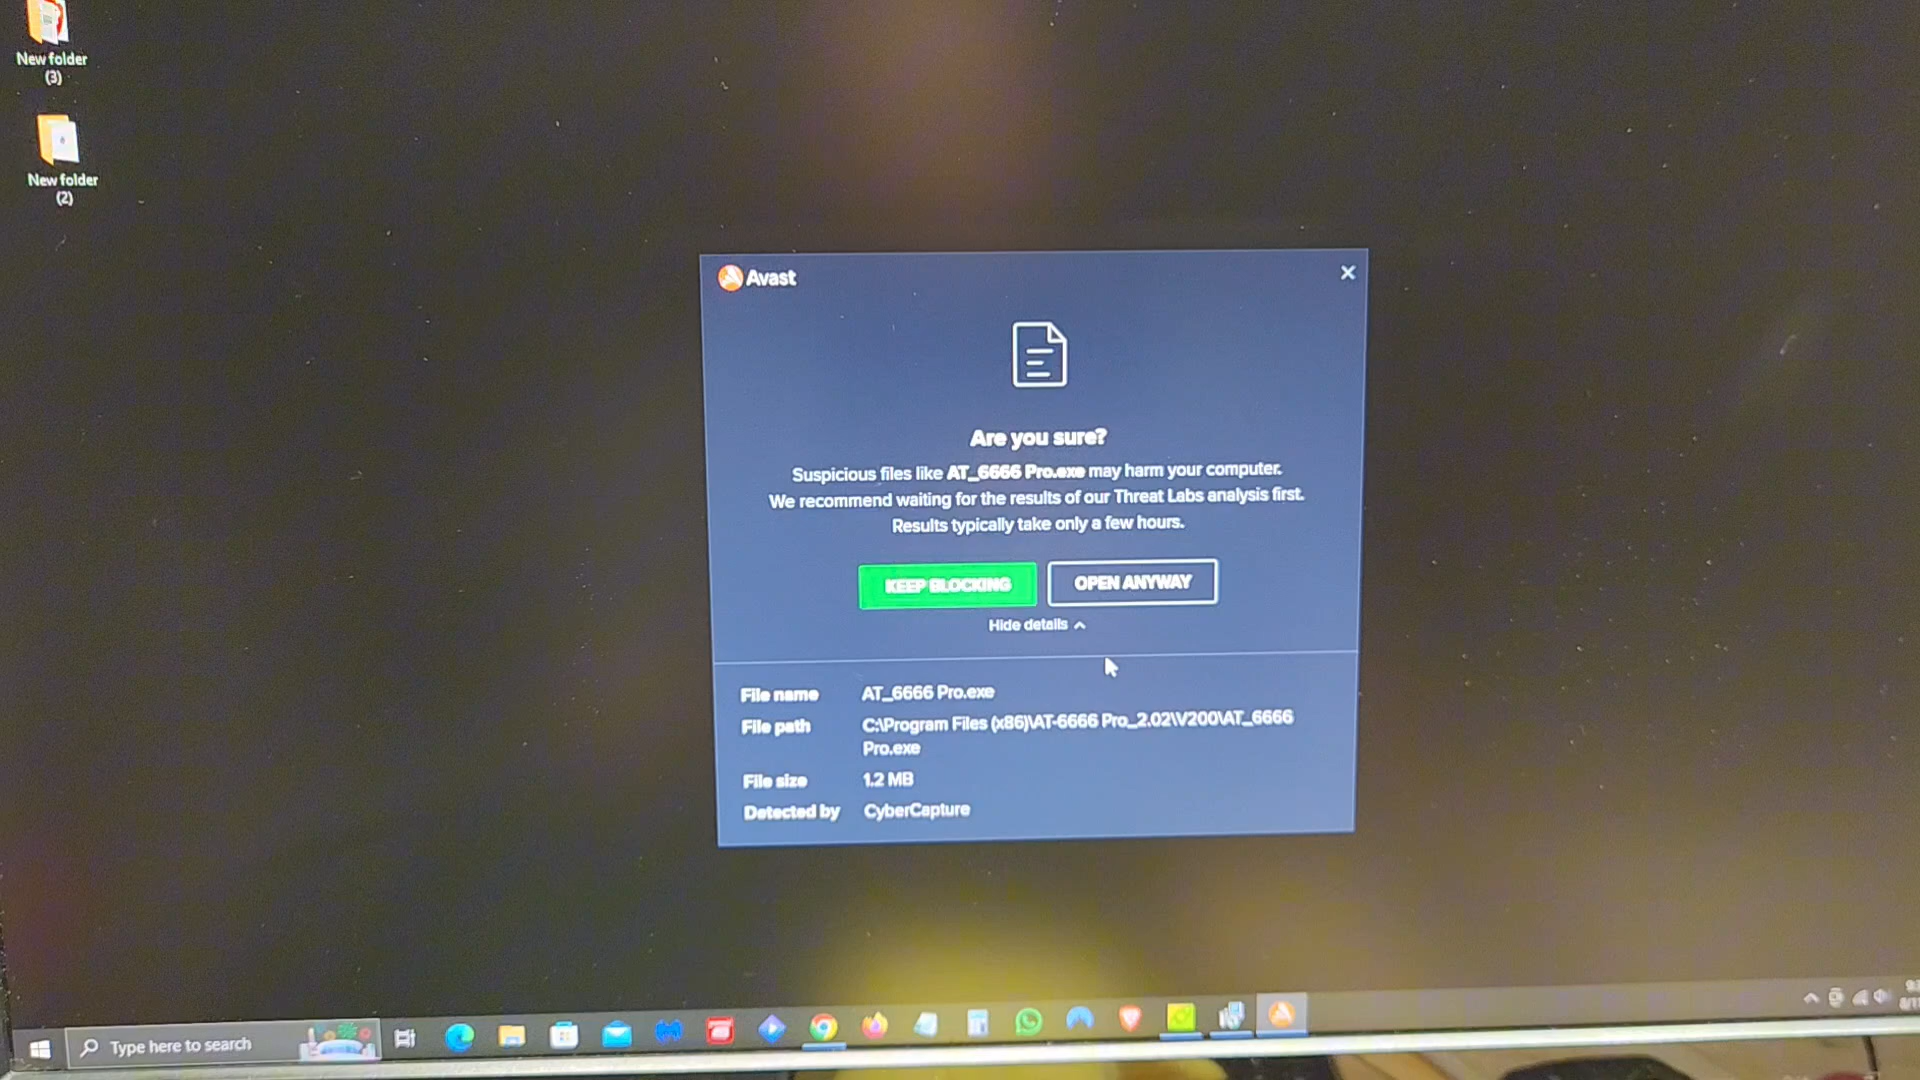 New folder
(3)
New folder
(2)
Avast
Are you sure?
Suspicious files like AT_6666 Pro.exe may harm your computer.
We recommend waiting for the results of our Threat Labs analysis first.
Results typically take only a few hours.
KEEP BLOCKING
OPEN ANYWAY
Hide details
File name AT_6666 Pro.exe
File path C:\Program Files (x86)\AT-6666 Pro_2.02\V200\AT_6666
Pro.exe
File size 1.2 MB
Detected by CyberCapture
Type here to search